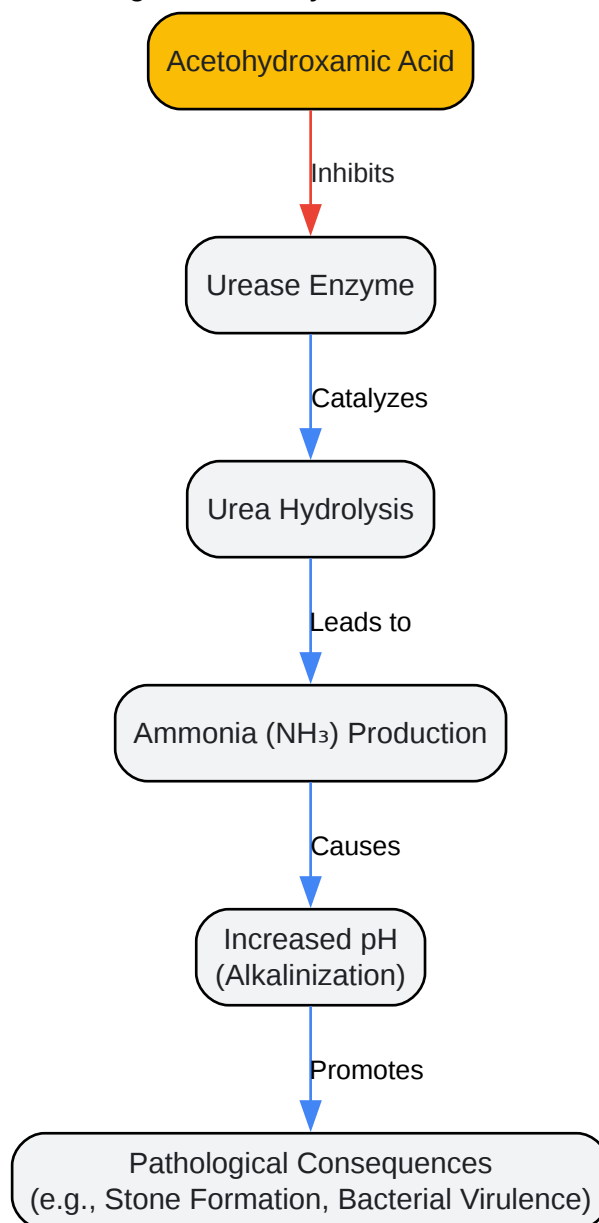 Acetohydroxamic Acid
Inhibits
Urease Enzyme
Catalyzes
Urea Hydrolysis
Leads to
Ammonia (NH₃) Production
Causes
Increased pH
(Alkalinization)
Promotes
Pathological Consequences
(e.g., Stone Formation, Bacterial Virulence)